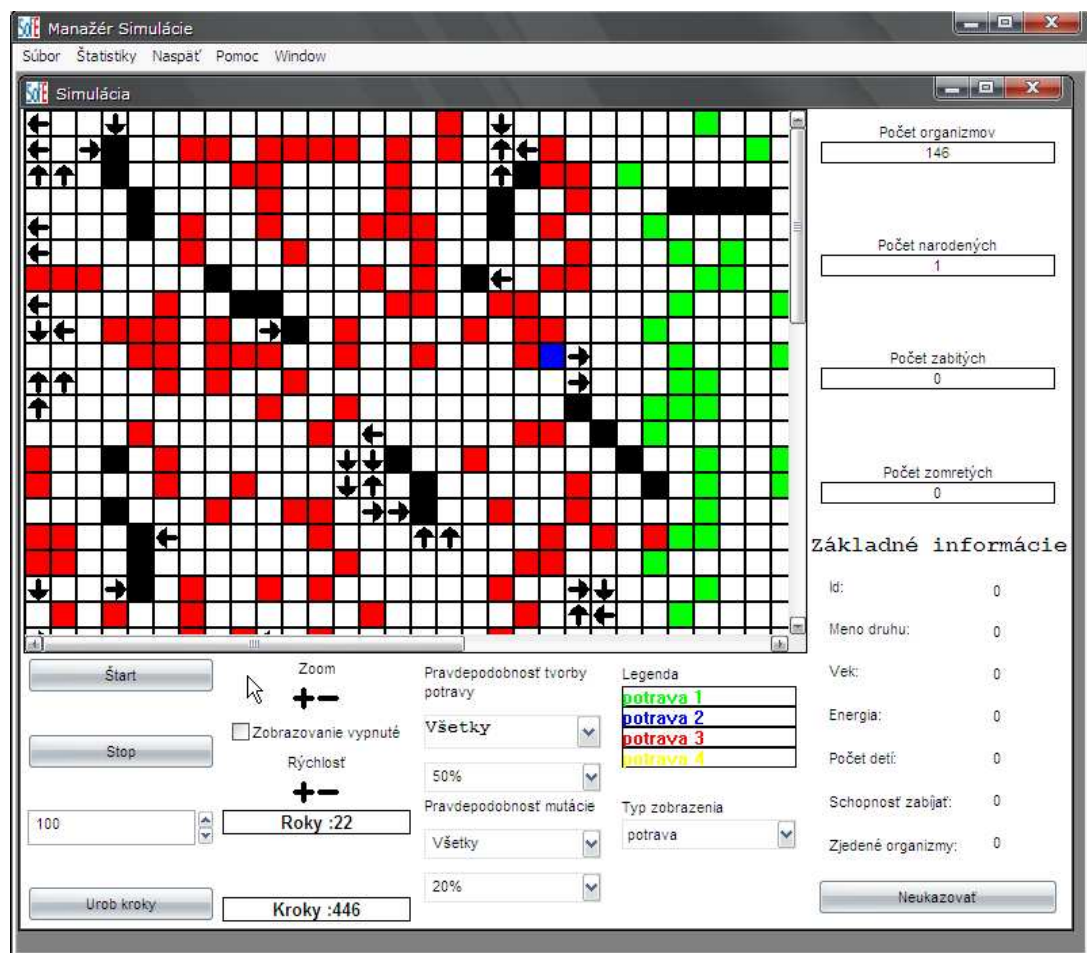 Manažér Simulácie
Súbor Štatistiky Naspäť Pomoc Window
Simulácia
Počet organizmov
146
Počet narodených
1
Počet zabitých
0
Počet zomretých
0
Základné informácie
Id: 0
Meno druhu: 0
Vek: 0
Energia: 0
Počet detí: 0
Schopnosť zabíjať: 0
Zjedené organizmy: 0
Neukazovať
Štart
Stop
100
Urob kroky
Zoom
Zobrazovanie vypnuté
Rýchlosť
Roky :22
Kroky :446
Pravdepodobnosť tvorby
potravy
Všetky
50%
Pravdepodobnosť mutácie
Všetky
20%
Legenda
potrava 1
potrava 2
potrava 3
potrava 4
Typ zobrazenia
potrava